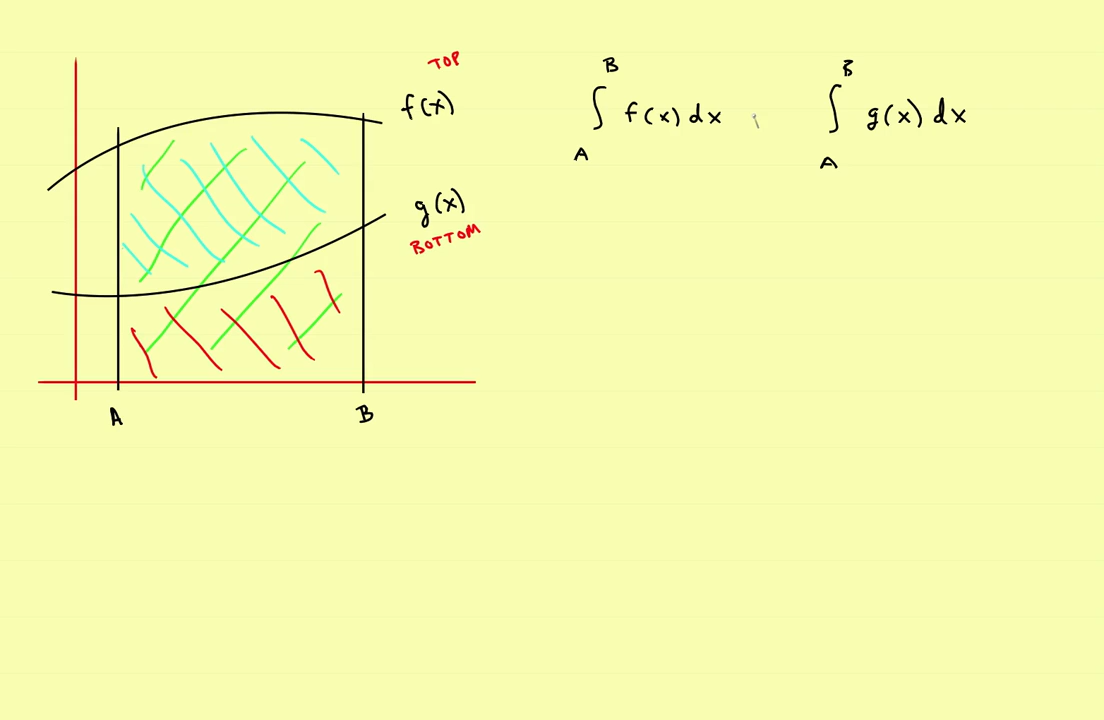 TOP
f(x)
g(x)
BOTTOM
A
B
B
∫ f(x) dx
A
B
∫ g(x) dx
A